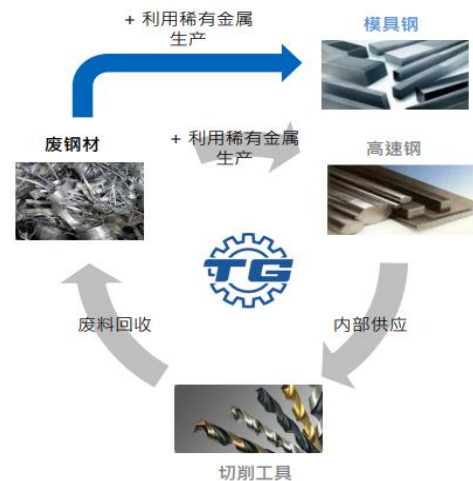 + 利用稀有金属
生产
模具钢
废钢材
+ 利用稀有金属
生产
高速钢
TG
废料回收
内部供应
切削工具